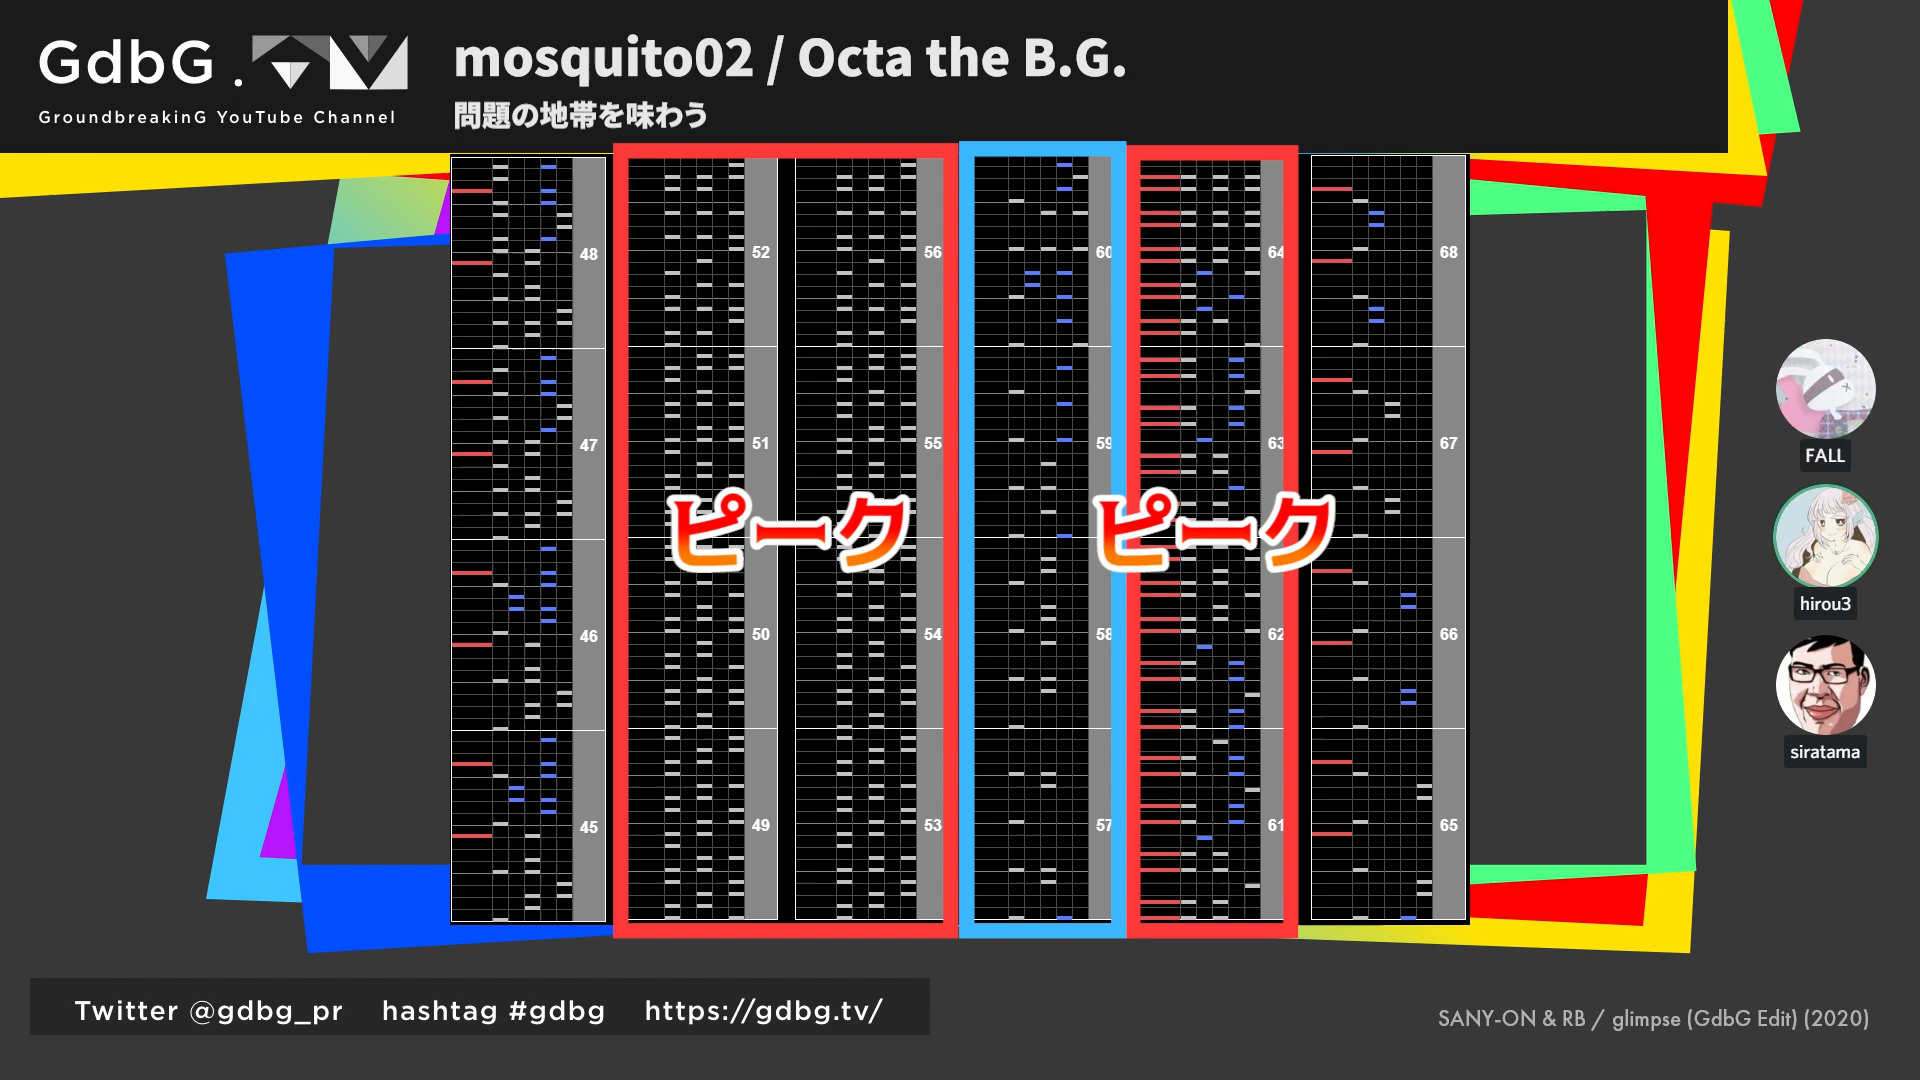 GdbG.TV
GroundbreakinG YouTube Channel
mosquito02 / Octa the B.G.
問題の地帯を味わう
48
47
46
45
52
51
50
49
56
55
54
53
60
59
58
57
64
63
62
61
68
67
66
65
ピーク
ピーク
FALL
hirou3
siratama
Twitter @gdbg_pr hashtag #gdbg https://gdbg.tv/
SANY-ON & RB / glimpse (GdbG Edit) (2020)